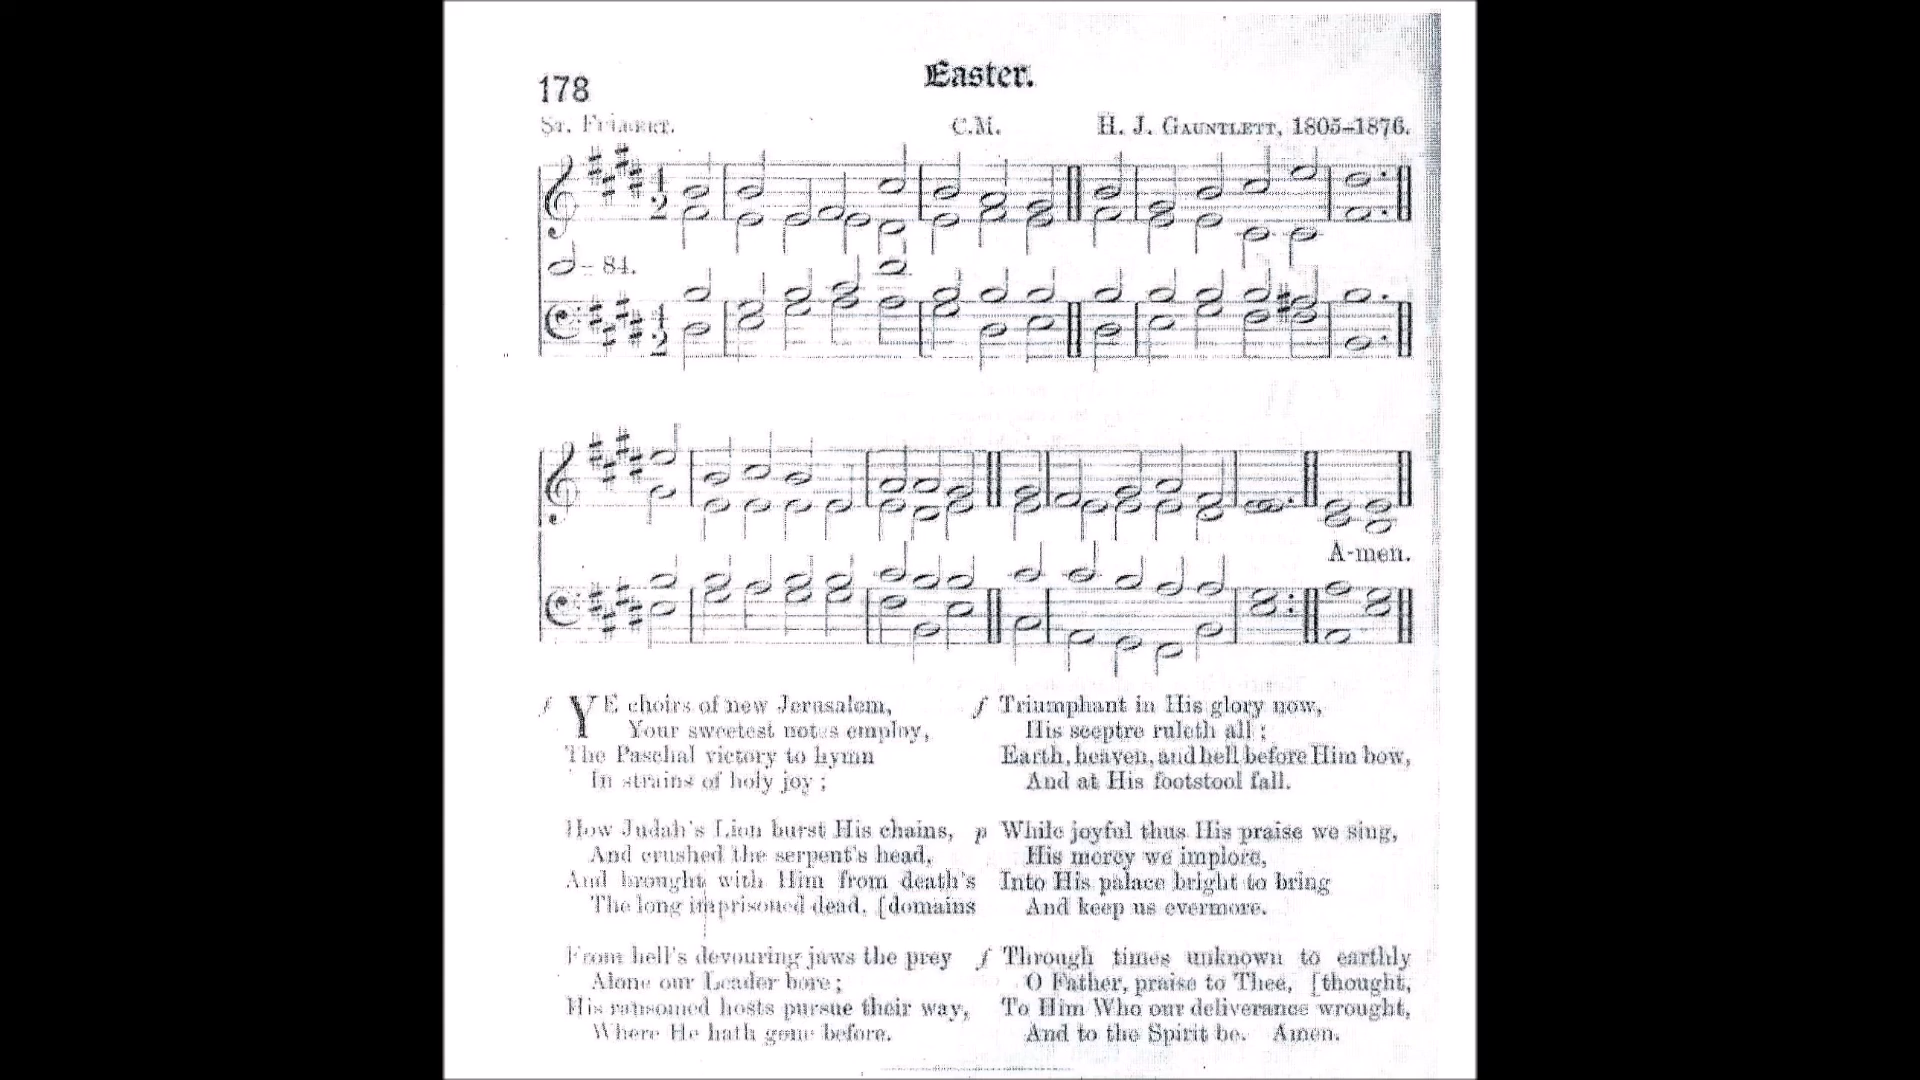 Easter.
178
C.M.
H. J. GAUNTLETT, 1805–1876.
= 84.
A-men.
f YE choirs of new Jerusalem,
Your sweetest notes employ,
The Paschal victory to hymn
In strains of holy joy;
How Judah's Lion burst His chains,
And crushed the serpent's head,
And brought with Him from death's
The long imprisoned dead. [domains
From hell's devouring jaws the prey
Alone our Leader bore;
His ransomed hosts pursue their way,
Where He hath gone before.
f Triumphant in His glory now,
His sceptre ruleth all;
Earth, heaven, and hell before Him bow,
And at His footstool fall.
p While joyful thus His praise we sing,
His mercy we implore,
Into His palace bright to bring
And keep us evermore.
f Through times unknown to earthly
O Father, praise to Thee, [thought,
To Him Who our deliverance wrought,
And to the Spirit be. Amen.